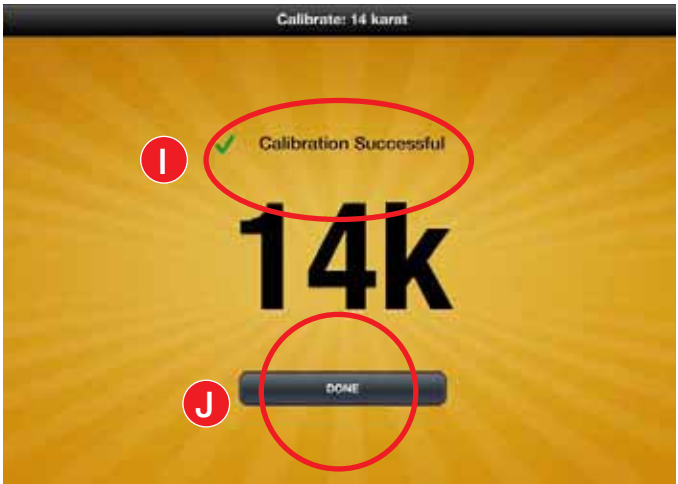 Calibrate: 14 karat
I
Calibration Successful
14k
J
DONE